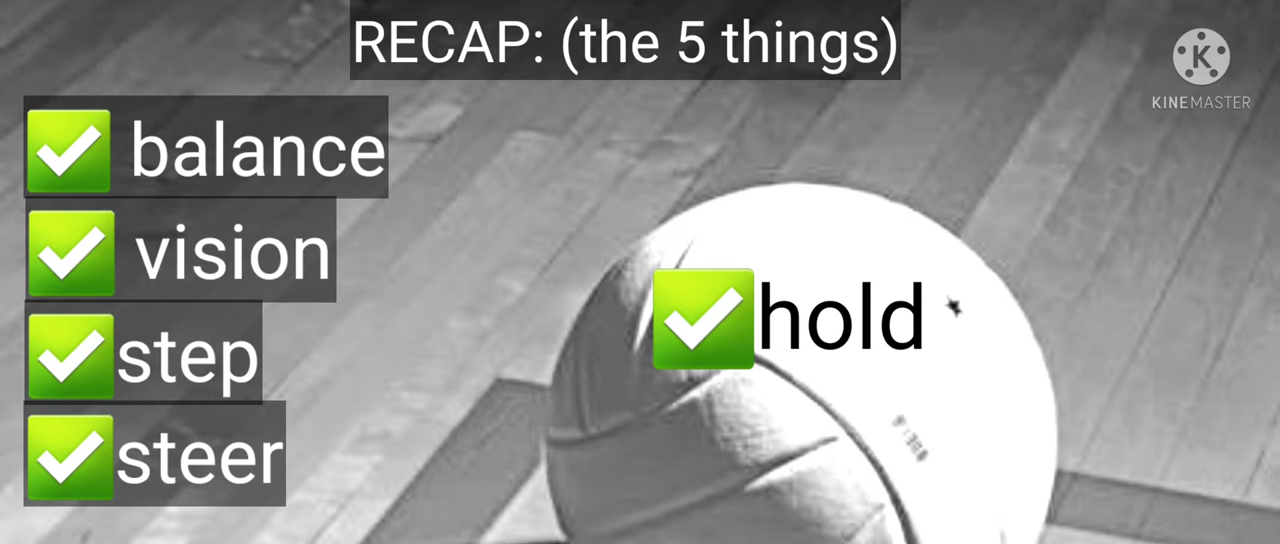 RECAP: (the 5 things)
KINEMASTER
✅ balance
✅ vision
✅step
✅steer
✅hold